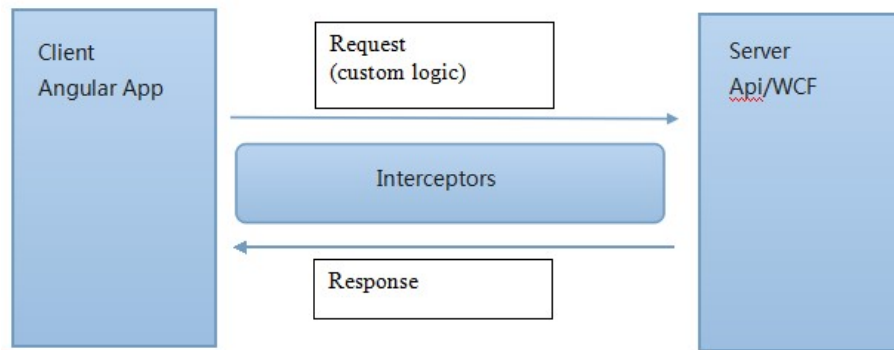 Client
Angular App
Request
(custom logic)
Server
Api/WCF
Interceptors
Response